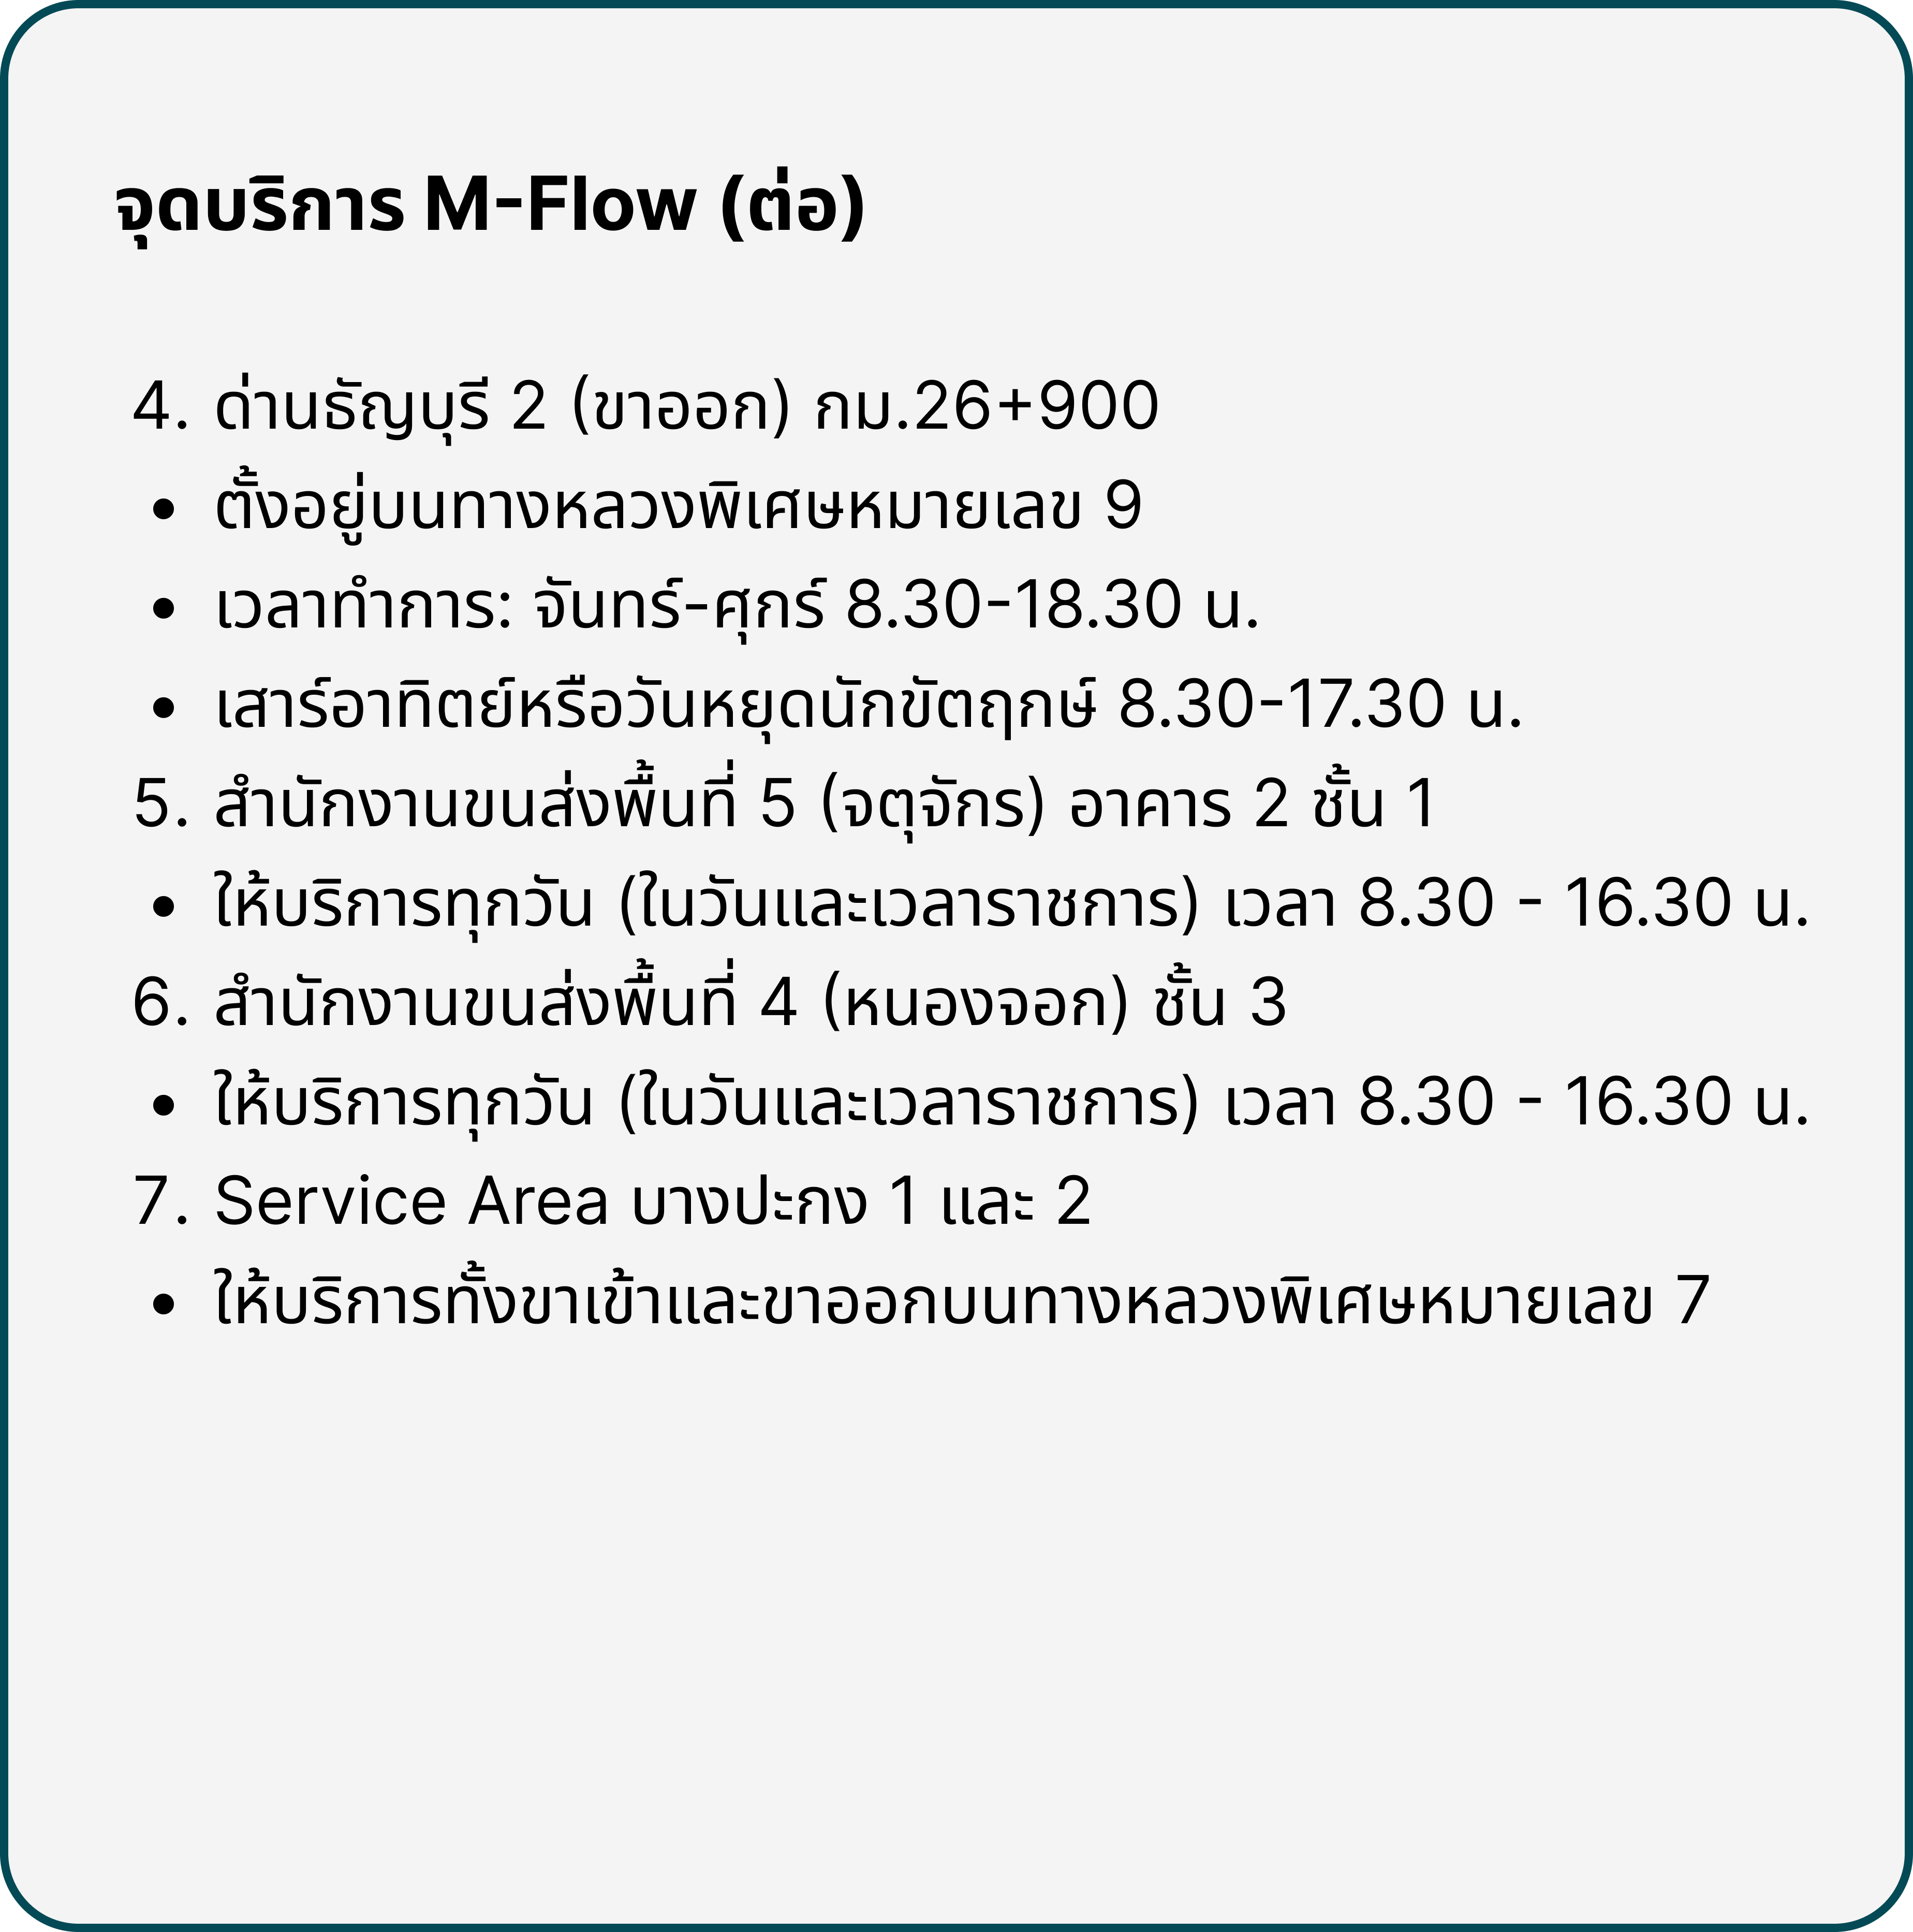 จุดบริการ M-Flow (ต่อ)
4. ด่านธัญบุรี 2 (ขาออก) กม.26+900
• ตั้งอยู่บนทางหลวงพิเศษหมายเลข 9
• เวลาทำการ: จันทร์-ศุกร์ 8.30-18.30 น.
• เสาร์อาทิตย์หรือวันหยุดนักขัตฤกษ์ 8.30-17.30 น.
5. สำนักงานขนส่งพื้นที่ 5 (จตุจักร) อาคาร 2 ชั้น 1
• ให้บริการทุกวัน (ในวันและเวลาราชการ) เวลา 8.30 - 16.30 น.
6. สำนักงานขนส่งพื้นที่ 4 (หนองจอก) ชั้น 3
• ให้บริการทุกวัน (ในวันและเวลาราชการ) เวลา 8.30 - 16.30 น.
7. Service Area บางปะกง 1 และ 2
• ให้บริการทั้งขาเข้าและขาออกบนทางหลวงพิเศษหมายเลข 7